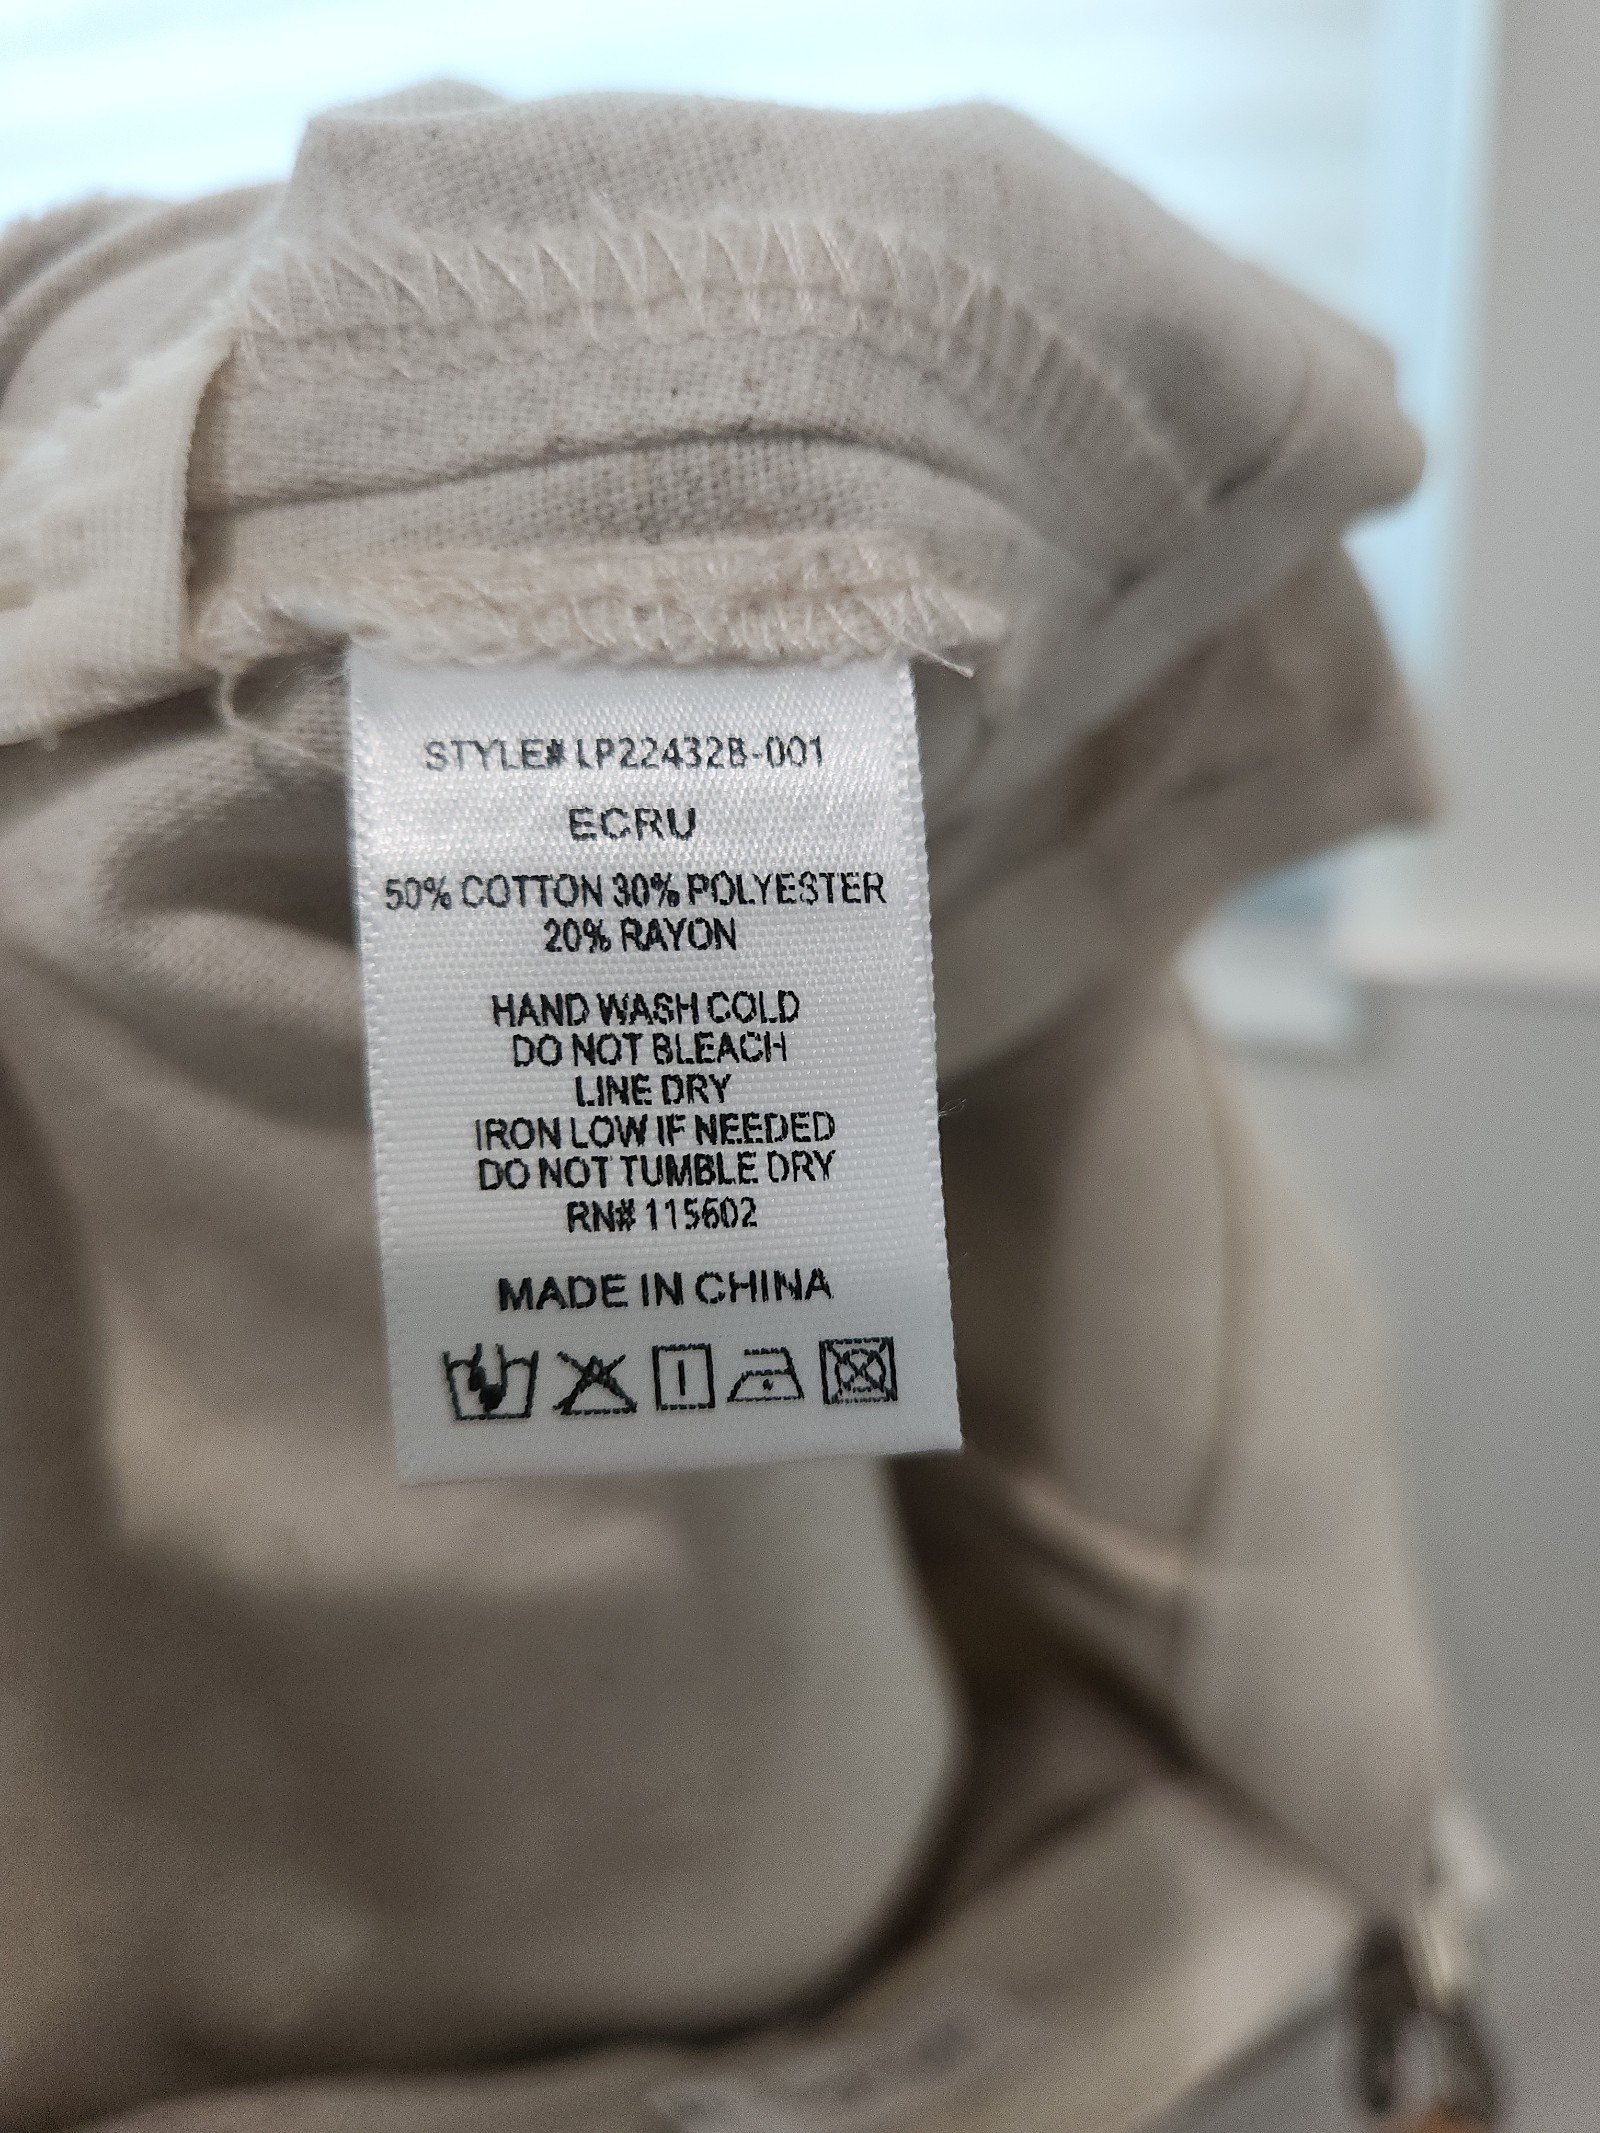 STYLE# LP22432B-001
ECRU
50% COTTON 30% POLYESTER
20% RAYON
HAND WASH COLD
DO NOT BLEACH
LINE DRY
IRON LOW IF NEEDED
DO NOT TUMBLE DRY
RN# 115602
MADE IN CHINA